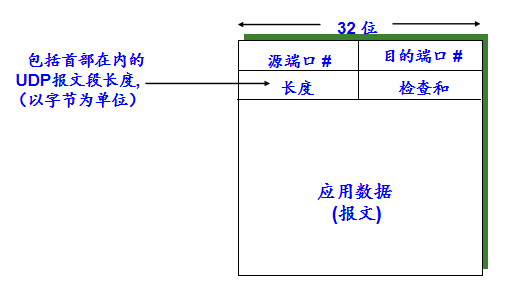 32 位
包括首部在内的
UDP报文段长度,
（以字节为单位）
源端口 #
目的端口 #
长度
检查和
应用数据
(报文)